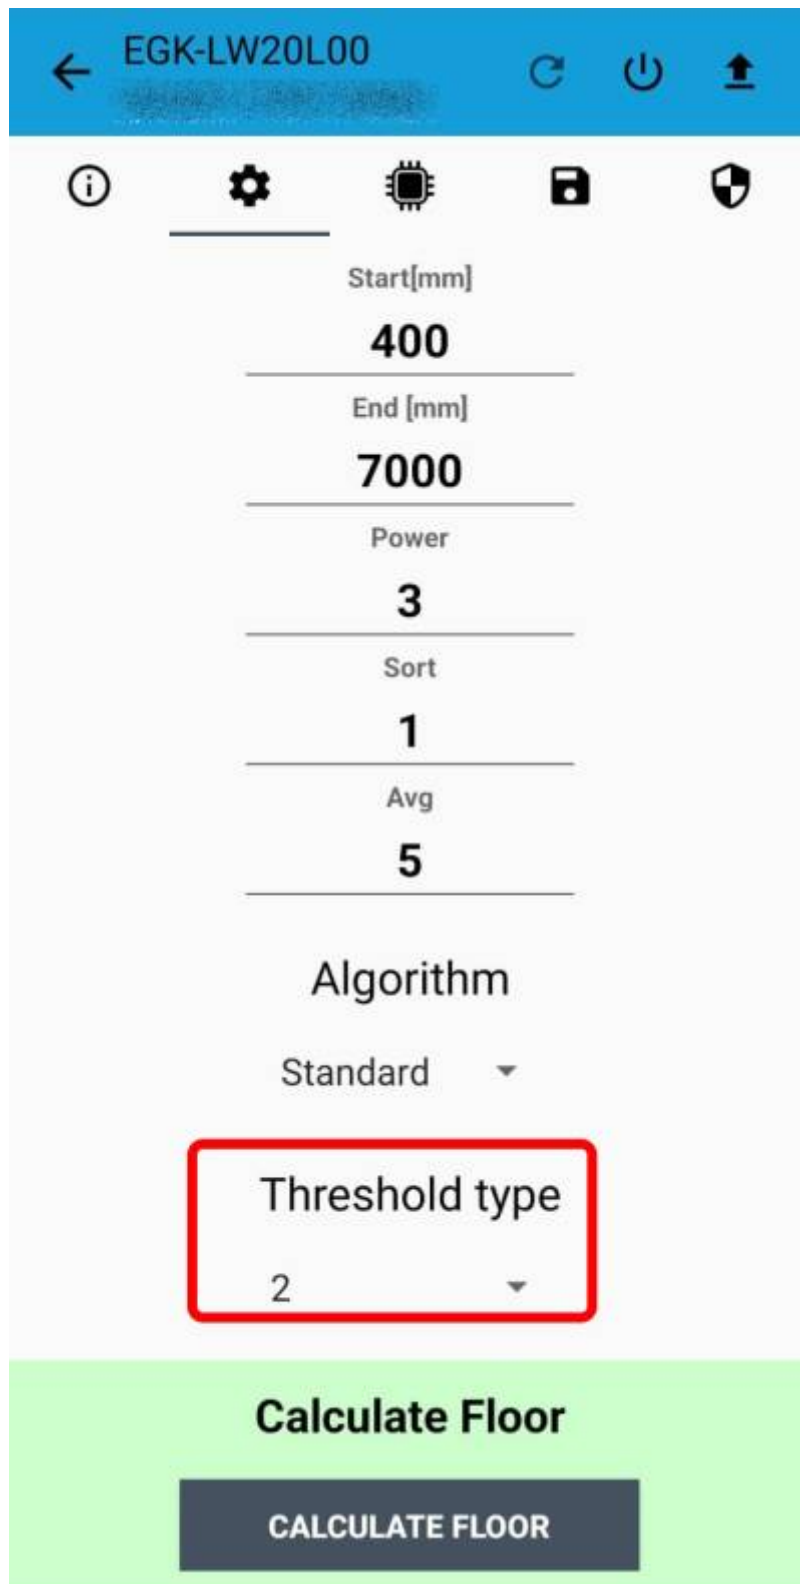 EGK-LW20L00
Start[mm]
400
End [mm]
7000
Power
3
Sort
1
Avg
5
Algorithm
Standard
Threshold type
2
Calculate Floor
CALCULATE FLOOR